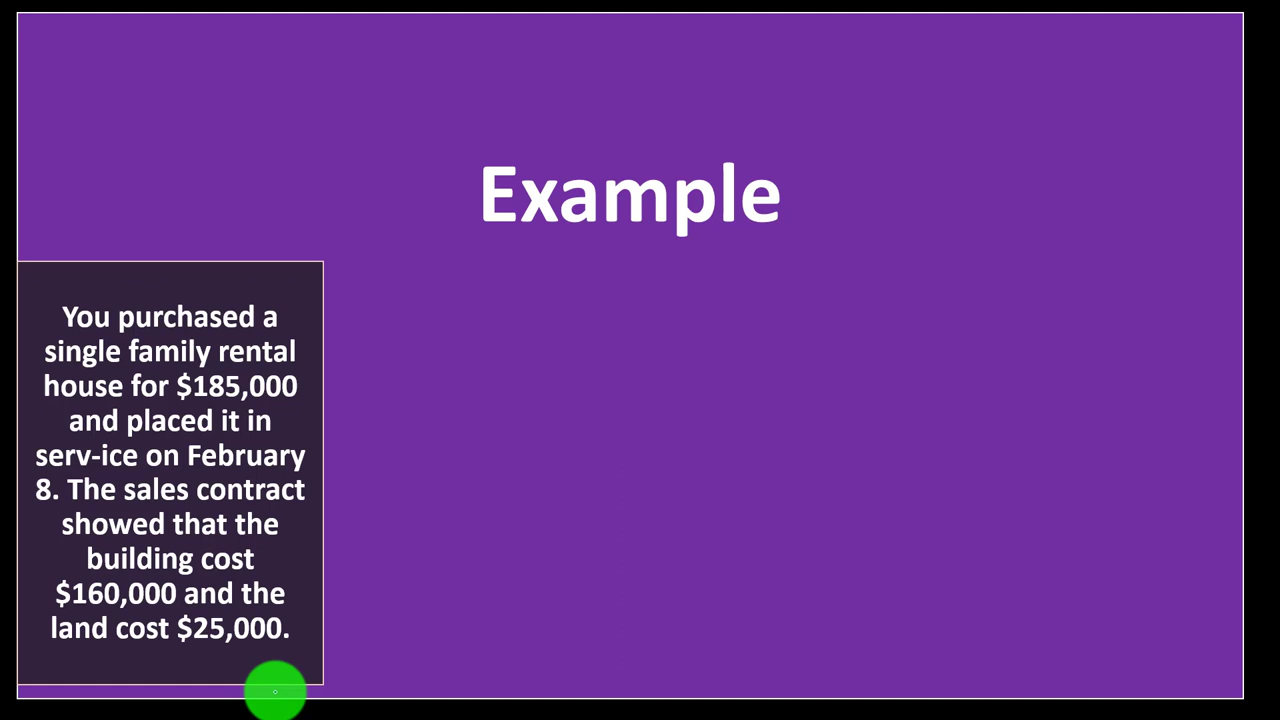 Example
You purchased a
single family rental
house for $185,000
and placed it in
serv-ice on February
8. The sales contract
showed that the
building cost
$160,000 and the
land cost $25,000.